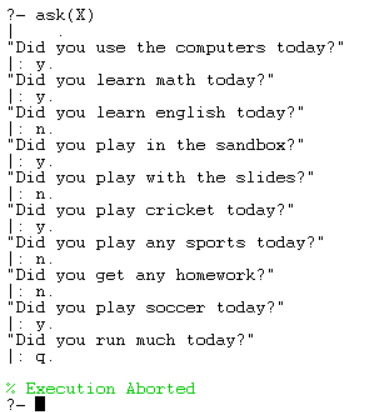 ?- ask(X)
|    .
"Did you use the computers today?"
|: y.
"Did you learn math today?"
|: y.
"Did you learn english today?"
|: n.
"Did you play in the sandbox?"
|: y.
"Did you play with the slides?"
|: n.
"Did you play cricket today?"
|: y.
"Did you play any sports today?"
|: n.
"Did you get any homework?"
|: n.
"Did you play soccer today?"
|: y.
"Did you run much today?"
|: q.
% Execution Aborted
?-